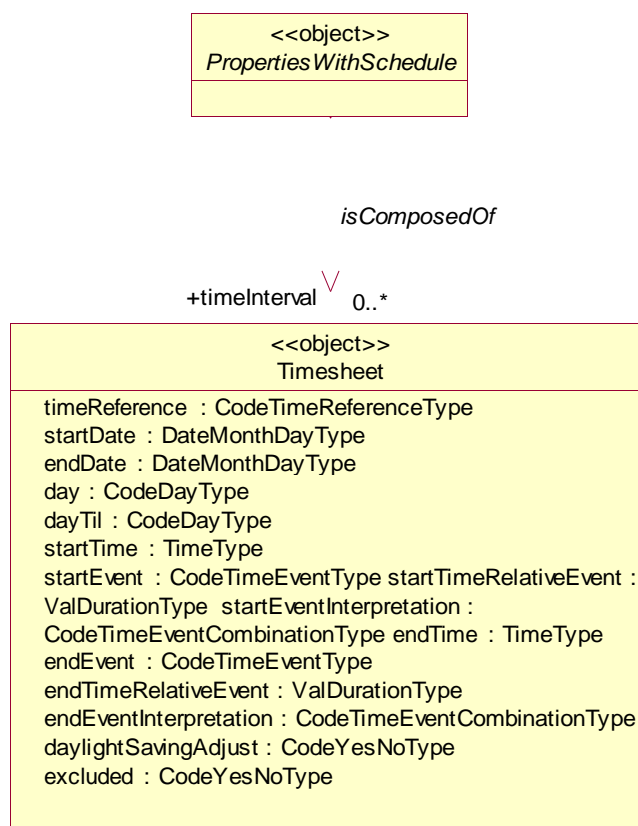 <<object>>
PropertiesWithSchedule
isComposedOf
+timeInterval 0..*
<<object>>
Timesheet
timeReference : CodeTimeReferenceType
startDate : DateMonthDayType
endDate : DateMonthDayType
day : CodeDayType
dayTil : CodeDayType
startTime : TimeType
startEvent : CodeTimeEventType startTimeRelativeEvent :
ValDurationType startEventInterpretation :
CodeTimeEventCombinationType endTime : TimeType
endEvent : CodeTimeEventType
endTimeRelativeEvent : ValDurationType
endEventInterpretation : CodeTimeEventCombinationType
daylightSavingAdjust : CodeYesNoType
excluded : CodeYesNoType